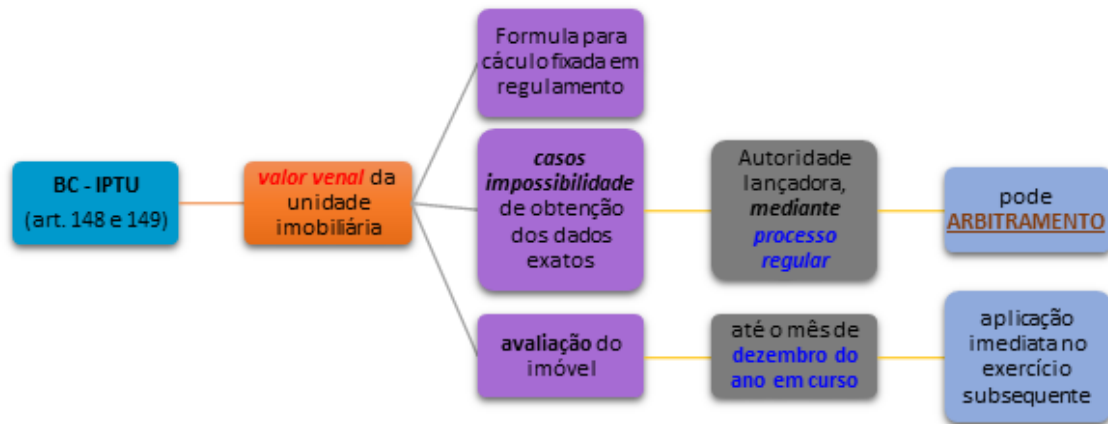 BC - IPTU
(art. 148 e 149)
valor venal da
unidade
imobiliária
Formula para
cáculo fixada em
regulamento
casos
impossibilidade
de obtenção
dos dados
exatos
Autoridade
lançadora,
mediante
processo
regular
pode
ARBITRAMENTO
avaliação do
imóvel
até o mês de
dezembro do
ano em curso
aplicação
imediata no
exercício
subsequente